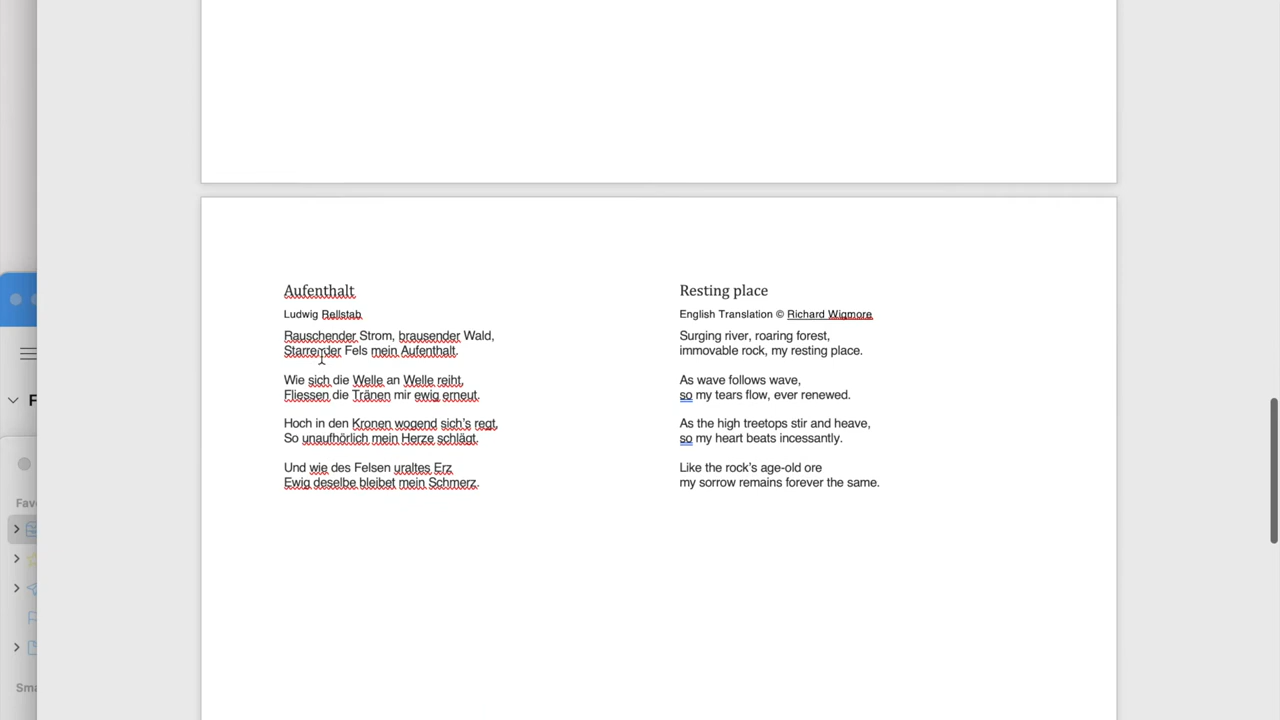 Aufenthalt
Ludwig Rellstab
Rauschender Strom, brausender Wald,
Starrender Fels mein Aufenthalt.
Wie sich die Welle an Welle reiht,
Fliessen die Tränen mir ewig erneut.
Hoch in den Kronen wogend sich's regt,
So unaufhörlich mein Herze schlägt.
Und wie des Felsen uraltes Erz
Ewig deselbe bleibet mein Schmerz.
Resting place
English Translation © Richard Wigmore
Surging river, roaring forest,
immovable rock, my resting place.
As wave follows wave,
so my tears flow, ever renewed.
As the high treetops stir and heave,
so my heart beats incessantly.
Like the rock's age-old ore
my sorrow remains forever the same.
F
Fav
Sma